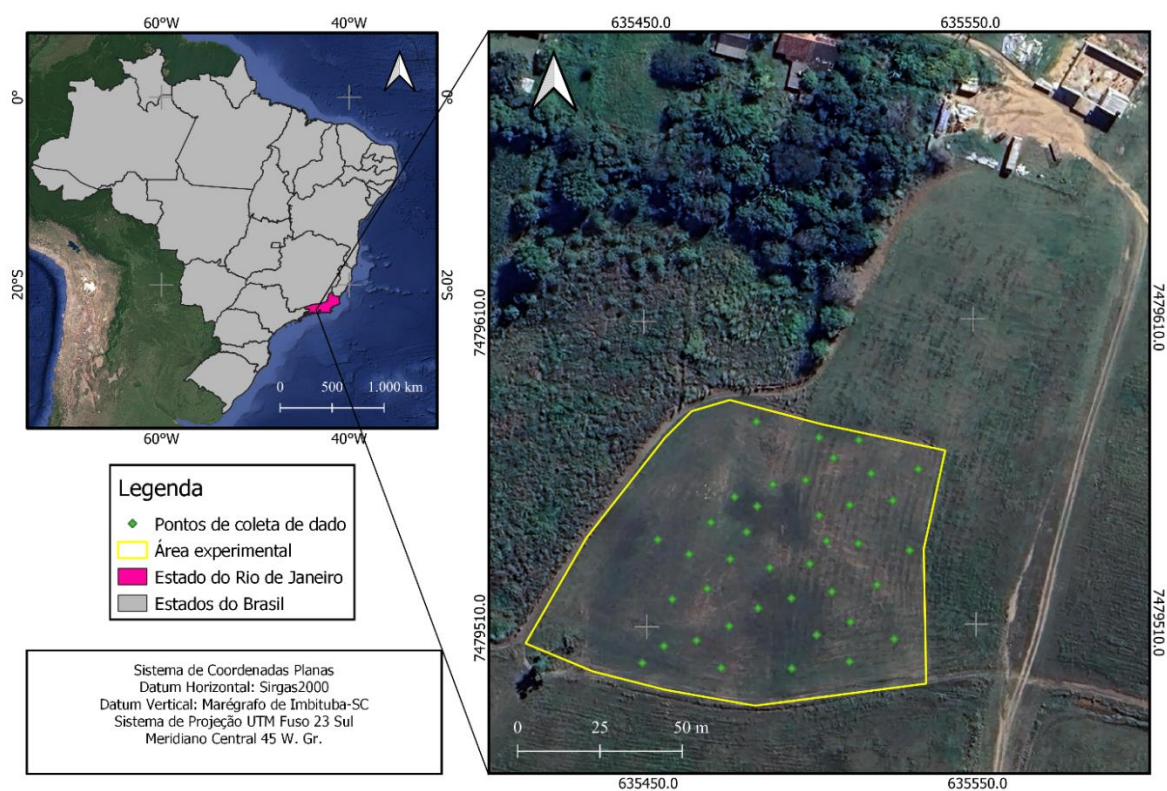 60°W 40°W
0° 0°
20°S 20°S
0 500 1.000 km
60°W 40°W
Legenda
Pontos de coleta de dado
Área experimental
Estado do Rio de Janeiro
Estados do Brasil
Sistema de Coordenadas Planas
Datum Horizontal: Sirgas2000
Datum Vertical: Marégrafo de Imbituba-SC
Sistema de Projeção UTM Fuso 23 Sul
Meridiano Central 45 W. Gr.
635450.0 635550.0
7479610.0 7479610.0
7479510.0 7479510.0
0 25 50 m
635450.0 635550.0